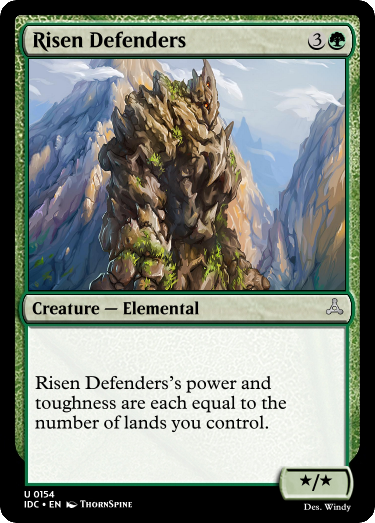 Risen Defenders 3
Creature — Elemental
Risen Defenders's power and
toughness are each equal to the
number of lands you control.
★/★
U 0154
IDC • EN ThornSpine
Des. Windy